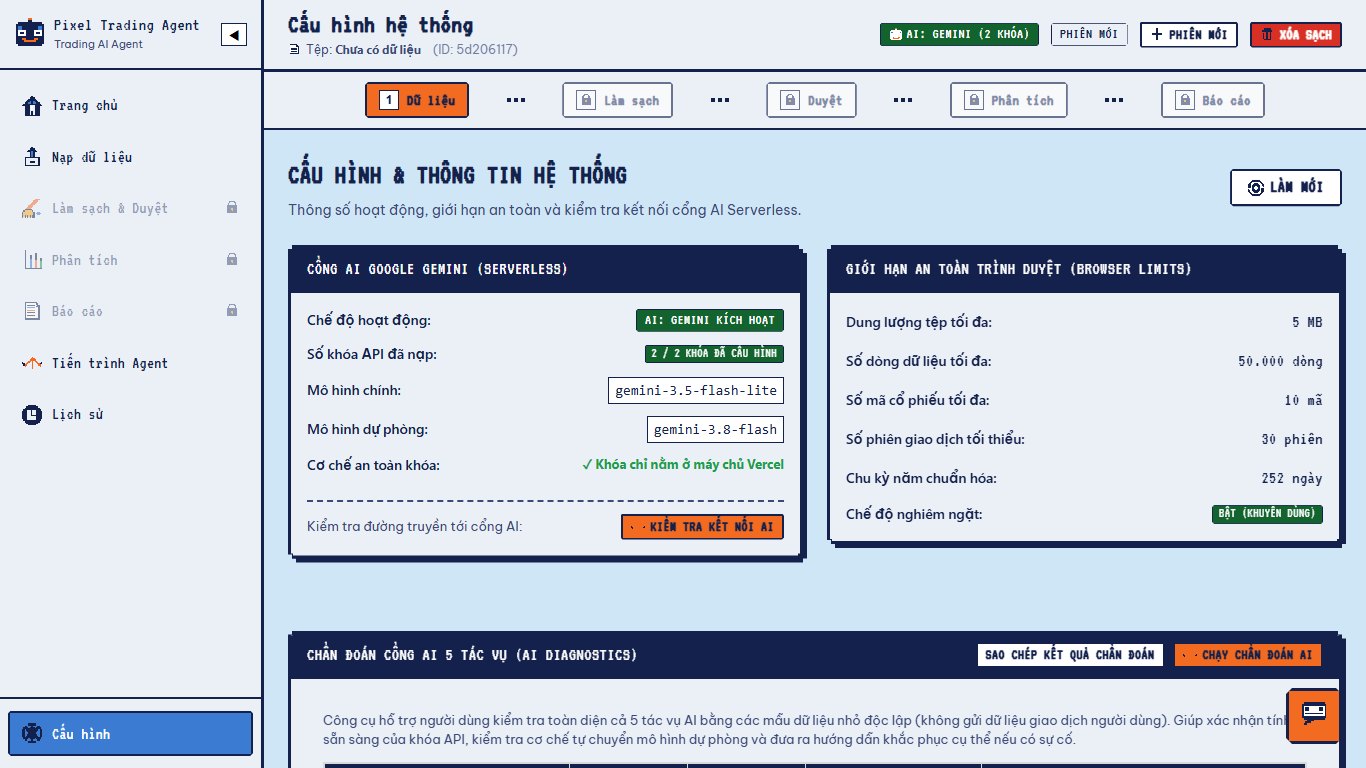 Pixel Trading Agent
Trading AI Agent
Trang chủ
Nạp dữ liệu
Làm sạch & Duyệt
Phân tích
Báo cáo
Tiến trình Agent
Lịch sử
Cấu hình
Cấu hình hệ thống
Tệp: Chưa có dữ liệu (ID: 5d206117)
AI: GEMINI (2 KHÓA)
PHIÊN MỚI
PHIÊN MỚI
XÓA SẠCH
1 Dữ liệu
Làm sạch
Duyệt
Phân tích
Báo cáo
CẤU HÌNH & THÔNG TIN HỆ THỐNG
Thông số hoạt động, giới hạn an toàn và kiểm tra kết nối cổng AI Serverless.
LÀM MỚI
CỔNG AI GOOGLE GEMINI (SERVERLESS)
Chế độ hoạt động: AI: GEMINI KÍCH HOẠT
Số khóa API đã nạp: 2 / 2 KHÓA ĐÃ CẤU HÌNH
Mô hình chính: gemini-3.5-flash-lite
Mô hình dự phòng: gemini-3.8-flash
Cơ chế an toàn khóa: ✓ Khóa chỉ nằm ở máy chủ Vercel
Kiểm tra đường truyền tới cổng AI: KIỂM TRA KẾT NỐI AI
GIỚI HẠN AN TOÀN TRÌNH DUYỆT (BROWSER LIMITS)
Dung lượng tệp tối đa: 5 MB
Số dòng dữ liệu tối đa: 50.000 dòng
Số mã cổ phiếu tối đa: 10 mã
Số phiên giao dịch tối thiểu: 30 phiên
Chu kỳ năm chuẩn hóa: 252 ngày
Chế độ nghiêm ngặt: BẬT (KHUYÊN DÙNG)
CHẨN ĐOÁN CỔNG AI 5 TÁC VỤ (AI DIAGNOSTICS)
SAO CHÉP KẾT QUẢ CHẨN ĐOÁN
CHẠY CHẨN ĐOÁN AI
Công cụ hỗ trợ người dùng kiểm tra toàn diện cả 5 tác vụ AI bằng các mẫu dữ liệu nhỏ độc lập (không gửi dữ liệu giao dịch người dùng). Giúp xác nhận
sẵn sàng của khóa API, kiểm tra cơ chế tự chuyển mô hình dự phòng và đưa ra hướng dẫn khắc phục cụ thể nếu có sự cố.